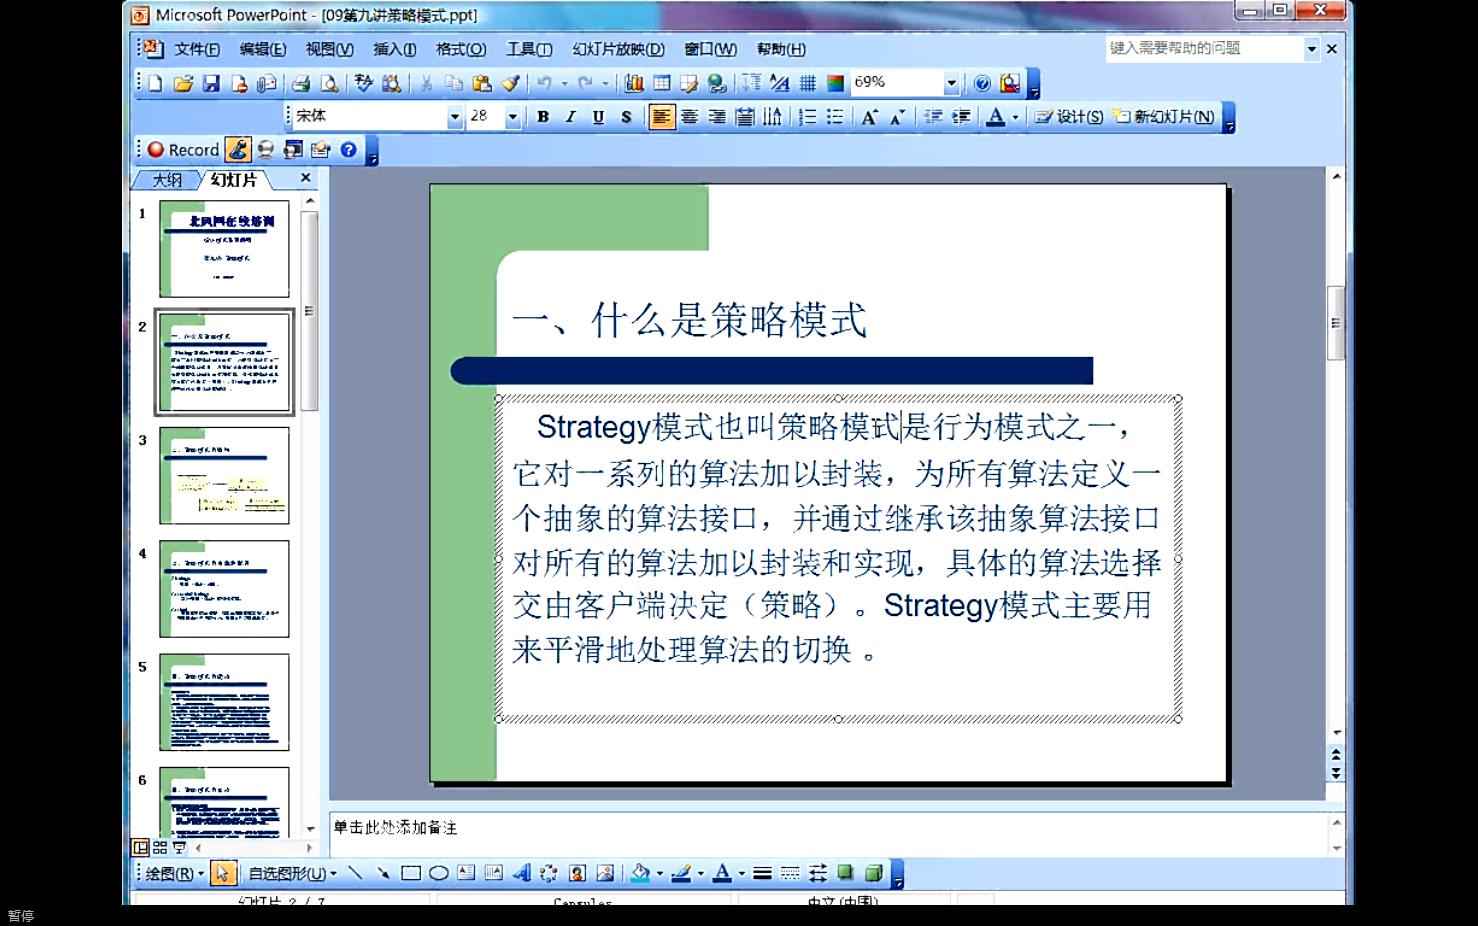 Microsoft PowerPoint - [09第九讲策略模式.ppt]
文件(F) 编辑(E) 视图(V) 插入(I) 格式(O) 工具(T) 幻灯片放映(D) 窗口(W) 帮助(H) 键入需要帮助的问题
69%
宋体 28 B I U S 设计(S) 新幻灯片(N)
Record
大纲 幻灯片
1
北风网在线培训
2
3
4
5
6
一、什么是策略模式
Strategy模式也叫策略模式是行为模式之一，
它对一系列的算法加以封装，为所有算法定义一
个抽象的算法接口，并通过继承该抽象算法接口
对所有的算法加以封装和实现，具体的算法选择
交由客户端决定（策略）。Strategy模式主要用
来平滑地处理算法的切换 。
单击此处添加备注
绘图(R) 自选图形(U)
幻灯片 2 / 7 Capsules 中文(中国)
暂停